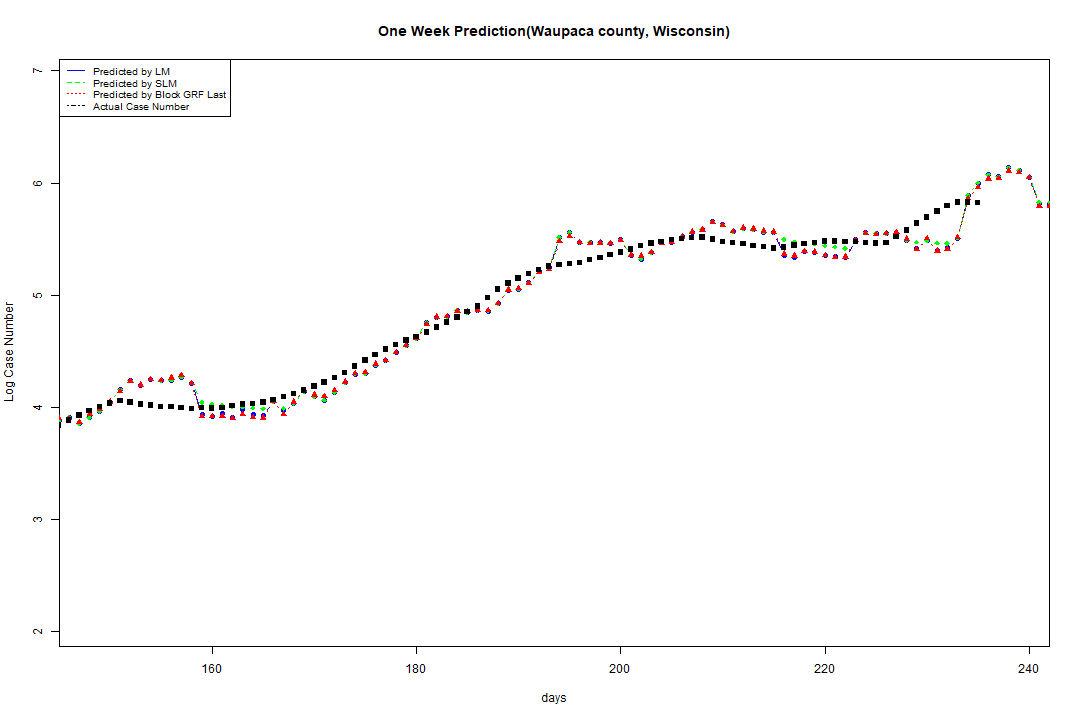 One Week Prediction(Waupaca county, Wisconsin)
Predicted by LM
Predicted by SLM
Predicted by Block GRF Last
Actual Case Number
7
6
5
4
3
2
Log Case Number
160
180
200
220
240
days